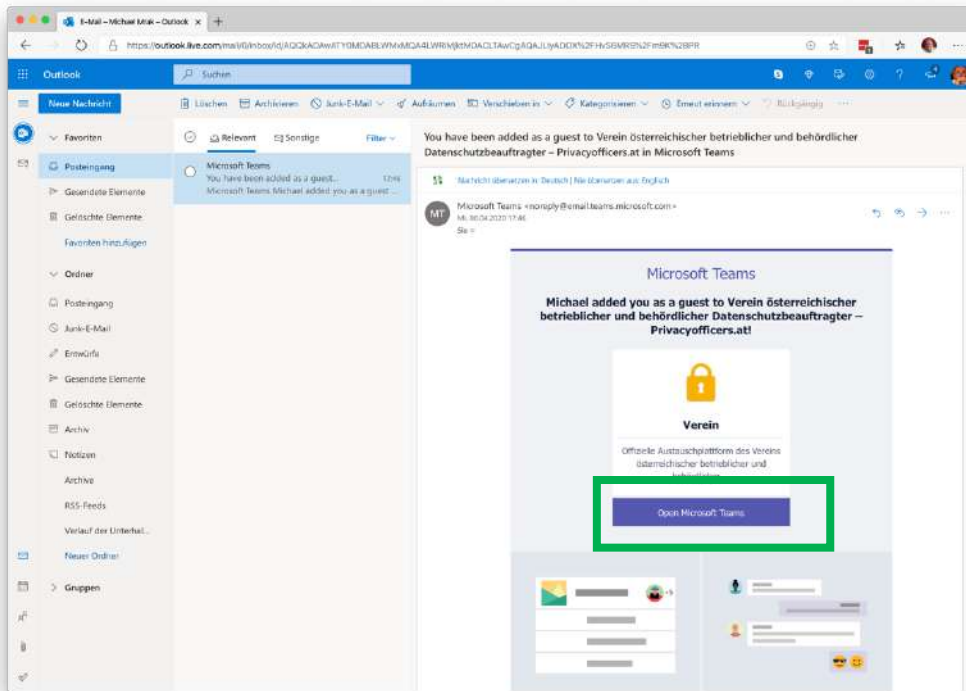 E-Mail – Michael Mrak – Outlook
Outlook
Suchen
Neue Nachricht
Löschen
Archivieren
Junk-E-Mail
Aufräumen
Verschieben in
Kategorisieren
Erneut erinnern
Rückgängig
Favoriten
Posteingang
Gesendete Elemente
Gelöschte Elemente
Favoriten hinzufügen
Ordner
Posteingang
Junk-E-Mail
Entwürfe
Gesendete Elemente
Gelöschte Elemente
Archiv
Notizen
Archive
RSS-Feeds
Verlauf der Unterhal...
Neuer Ordner
Gruppen
Relevant
Sonstige
Filter
Microsoft Teams
You have been added as a guest...
17:46
Microsoft Teams Michael added you as a guest ...
You have been added as a guest to Verein österreichischer betrieblicher und behördlicher
Datenschutzbeauftragter – Privacyofficers.at in Microsoft Teams
Nachricht übersetzen in: Deutsch | Nie übersetzen aus: Englisch
MT
Microsoft Teams <noreply@email.teams.microsoft.com>
2020 17:46
Sie
Microsoft Teams
Michael added you as a guest to Verein österreichischer
betrieblicher und behördlicher Datenschutzbeauftragter –
Privacyofficers.at!
Verein
Offizielle Austauschplattform des Vereins
österreichischer betrieblicher und
Open Microsoft Teams